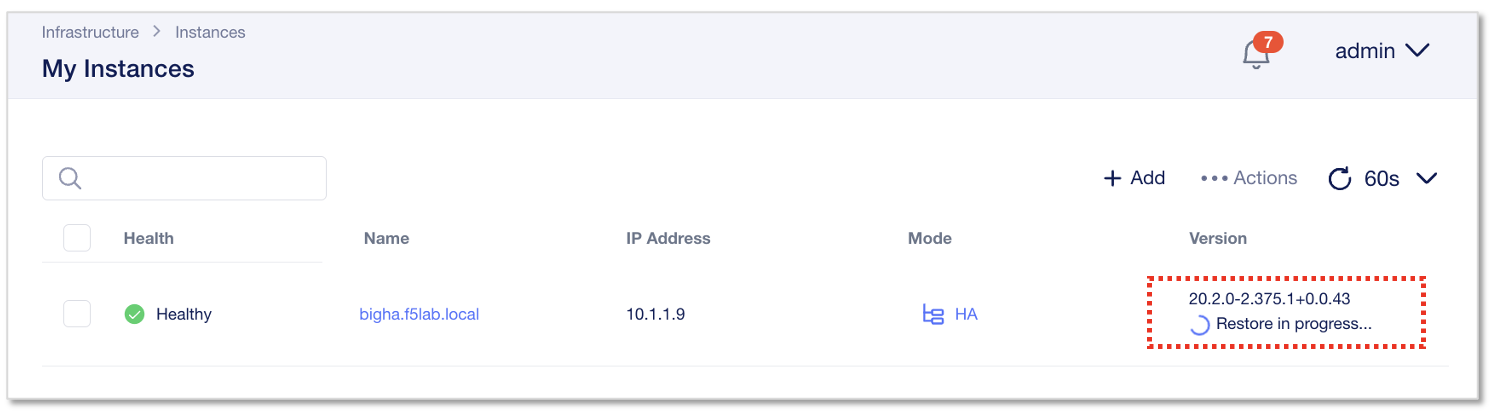 Infrastructure > Instances
My Instances
7
admin
+ Add
••• Actions
60s
Health Name IP Address Mode Version
Healthy bigha.f5lab.local 10.1.1.9 HA 20.2.0-2.375.1+0.0.43
Restore in progress...